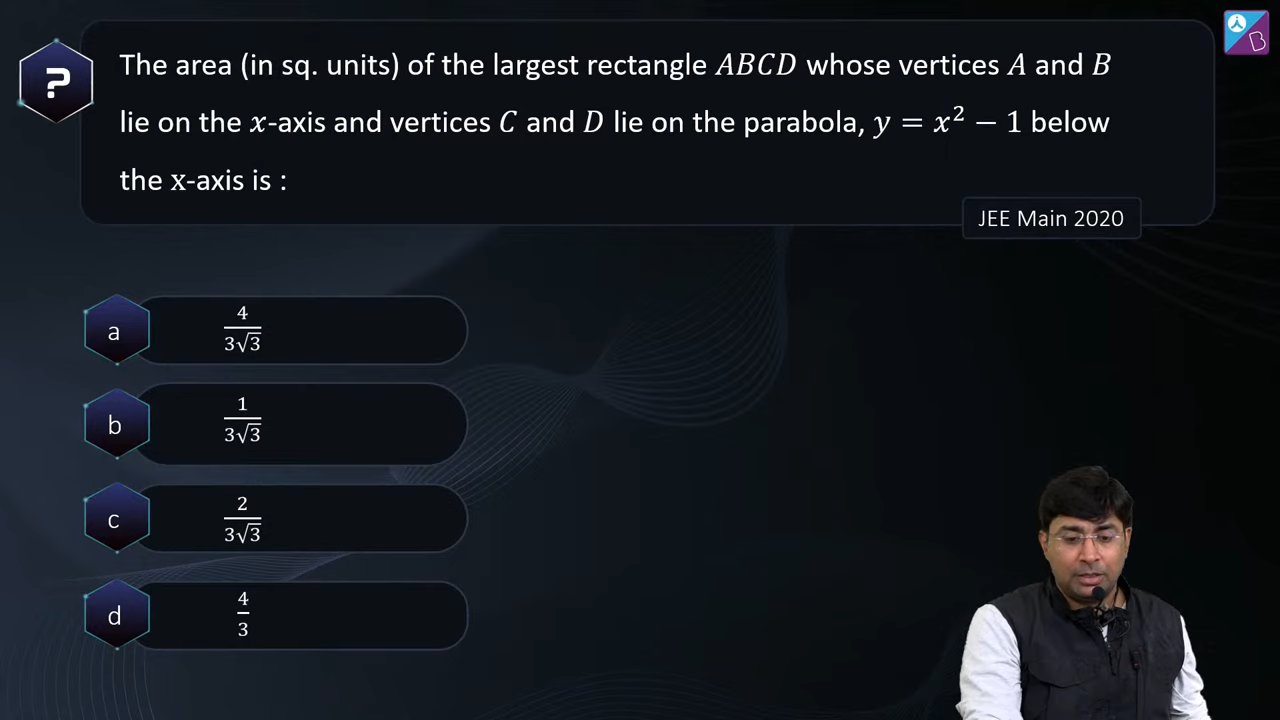 ?
The area (in sq. units) of the largest rectangle ABCD whose vertices A and B
lie on the x-axis and vertices C and D lie on the parabola, y = x² − 1 below
the x-axis is :
JEE Main 2020
a 4/(3√3)
b 1/(3√3)
c 2/(3√3)
d 4/3
B